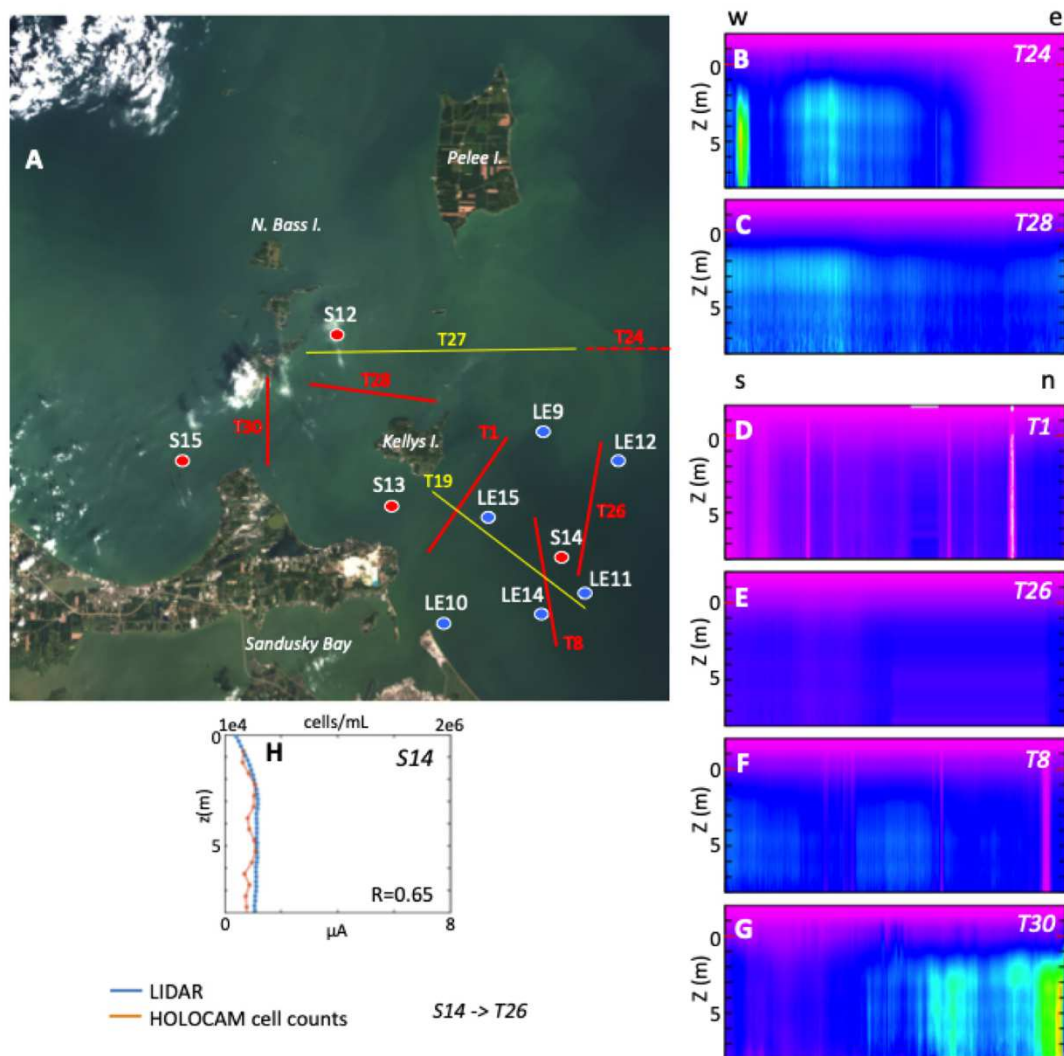 A
Pelee I.
N. Bass I.
S12
T27
T24
T28
T30
S15
Kellys I.
T1
LE9
LE12
T19
S13
LE15
T26
S14
LE11
LE14
LE10
T8
Sandusky Bay
w e
B T24
0
5
Z (m)
C T28
0
5
Z (m)
s n
D T1
0
5
Z (m)
E T26
0
5
Z (m)
F T8
0
5
Z (m)
G T30
0
5
Z (m)
cells/mL
1e4 2e6
H S14
0
5
z(m)
R=0.65
0 8
µA
LIDAR
HOLOCAM cell counts
S14 -> T26